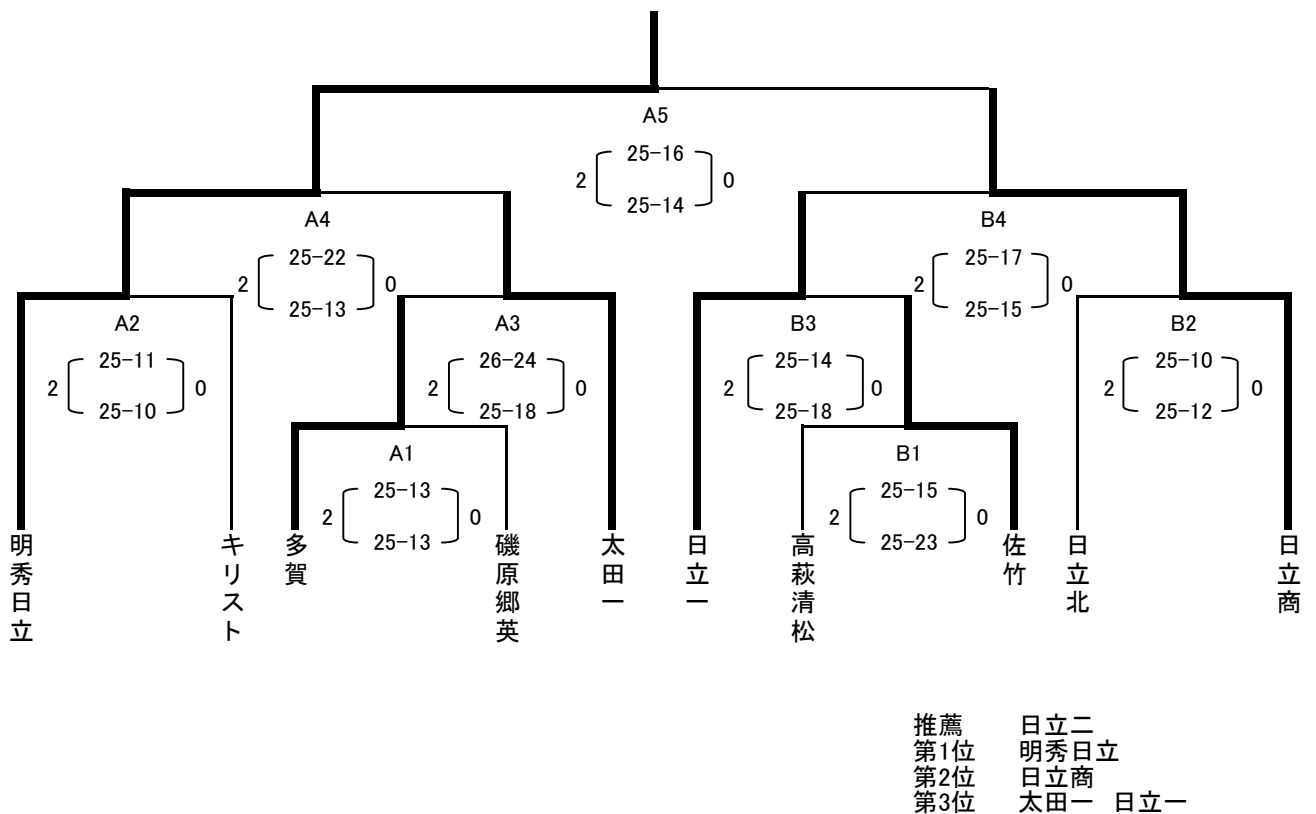 A5
25-16
2 0
25-14
A4 B4
25-22 25-17
2 0 2 0
25-13 25-15
A2 A3 B3 B2
25-11 26-24 25-14 25-10
2 0 2 0 2 0 2 0
25-10 25-18 25-18 25-12
A1 B1
25-13 25-15
2 0 2 0
25-13 25-23
明秀日立
キリスト
多賀
磯原郷英
太田一
日立一
高萩清松
佐竹
日立北
日立商
推薦 日立二
第1位 明秀日立
第2位 日立商
第3位 太田一 日立一